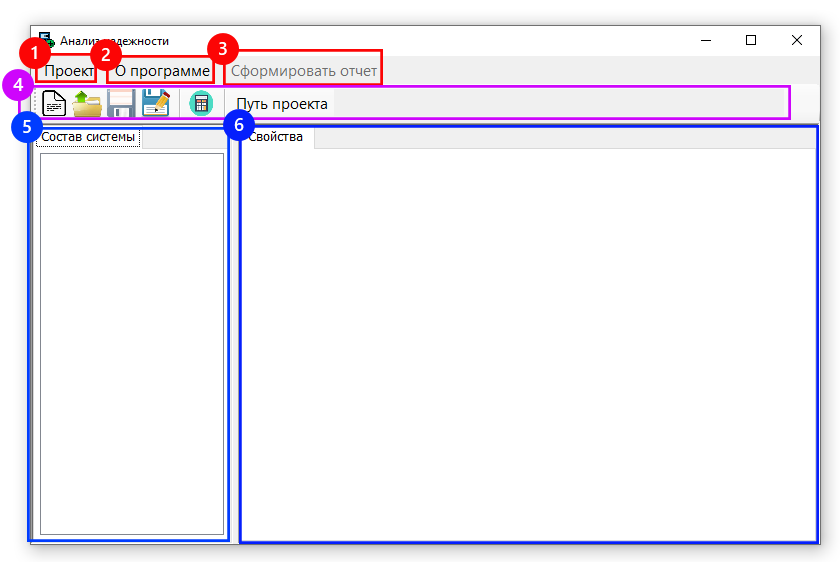 Анализ надежности
1 2 3
Проект О программе Сформировать отчет
4
Путь проекта
5 6
Состав системы Свойства